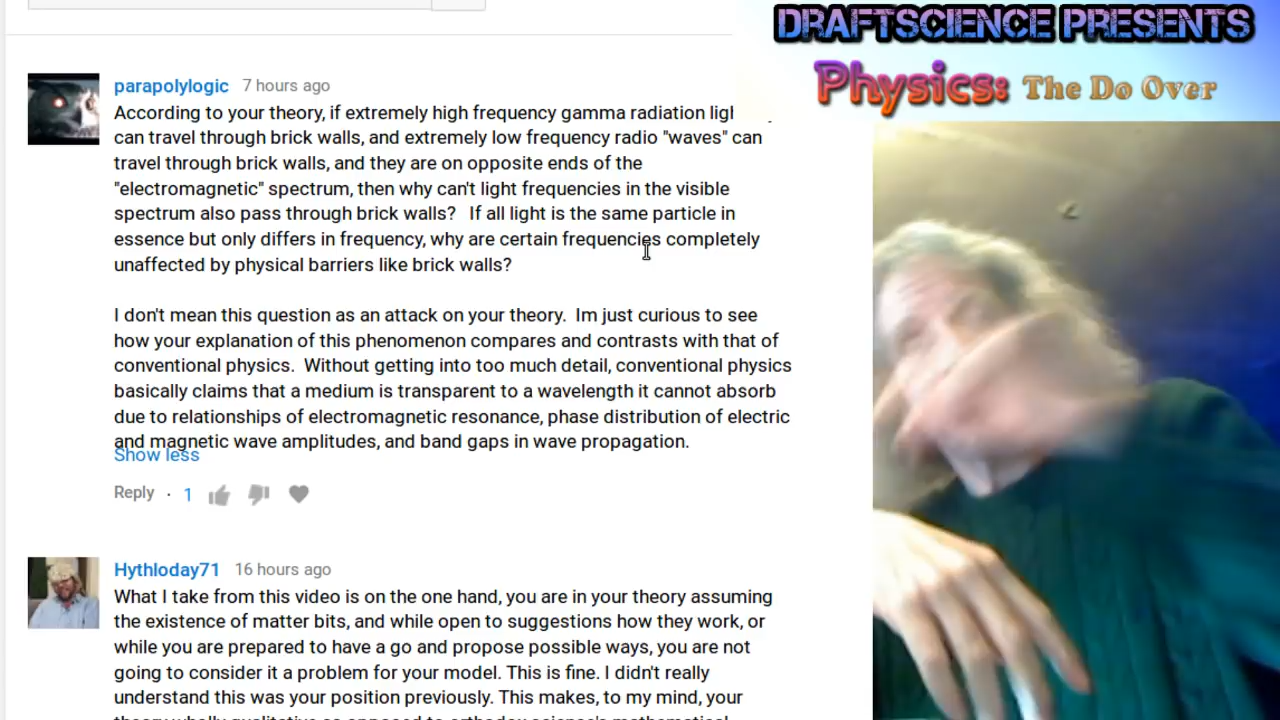 DRAFTSCIENCE PRESENTS
Physics: The Do Over
parapolylogic 7 hours ago
According to your theory, if extremely high frequency gamma radiation
can travel through brick walls, and extremely low frequency radio "waves" can
travel through brick walls, and they are on opposite ends of the
"electromagnetic" spectrum, then why can't light frequencies in the visible
spectrum also pass through brick walls?   If all light is the same particle in
essence but only differs in frequency, why are certain frequencies completely
unaffected by physical barriers like brick walls?
I don't mean this question as an attack on your theory.  Im just curious to see
how your explanation of this phenomenon compares and contrasts with that of
conventional physics.  Without getting into too much detail, conventional physics
basically claims that a medium is transparent to a wavelength it cannot absorb
due to relationships of electromagnetic resonance, phase distribution of electric
and magnetic wave amplitudes, and band gaps in wave propagation.
Show less
Reply · 1
Hythloday71 16 hours ago
What I take from this video is on the one hand, you are in your theory assuming
the existence of matter bits, and while open to suggestions how they work, or
while you are prepared to have a go and propose possible ways, you are not
going to consider it a problem for your model. This is fine. I didn't really
understand this was your position previously. This makes, to my mind, your